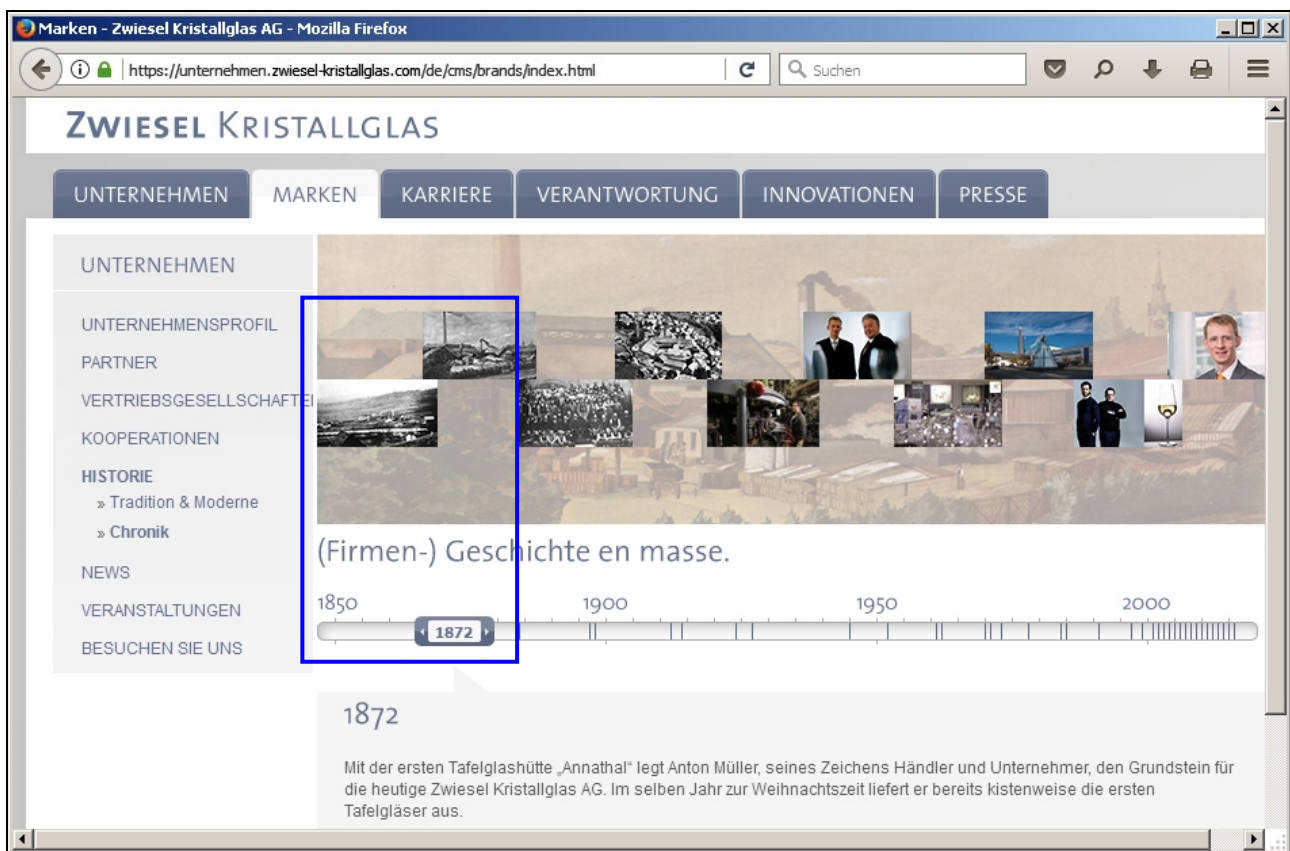 Marken - Zwiesel Kristallglas AG - Mozilla Firefox
https://unternehmen.zwiesel-kristallglas.com/de/cms/brands/index.html
Suchen
ZWIESEL KRISTALLGLAS
UNTERNEHMEN MARKEN KARRIERE VERANTWORTUNG INNOVATIONEN PRESSE
UNTERNEHMEN
UNTERNEHMENSPROFIL
PARTNER
VERTRIEBSGESELLSCHAFTE
KOOPERATIONEN
HISTORIE
» Tradition & Moderne
» Chronik
NEWS
VERANSTALTUNGEN
BESUCHEN SIE UNS
(Firmen-) Geschichte en masse.
1850 1900 1950 2000
1872
1872
Mit der ersten Tafelglashütte „Annathal“ legt Anton Müller, seines Zeichens Händler und Unternehmer, den Grundstein für
die heutige Zwiesel Kristallglas AG. Im selben Jahr zur Weihnachtszeit liefert er bereits kistenweise die ersten
Tafelgläser aus.